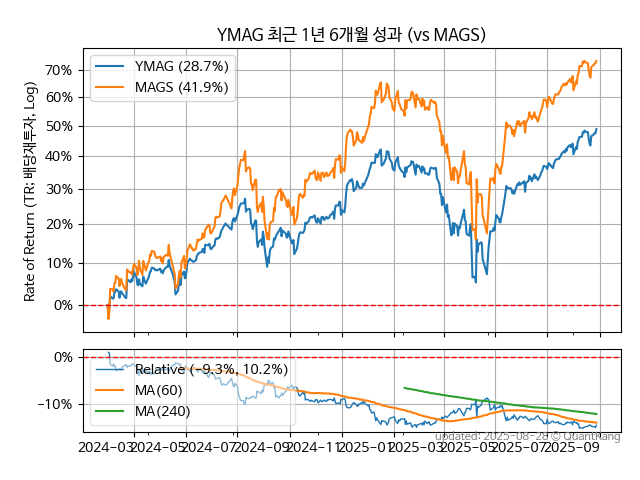 YMAG 최근 1년 6개월 성과 (vs MAGS)
Rate of Return (TR: 배당재투자, Log)
70%
60%
50%
40%
30%
20%
10%
0%
YMAG (28.7%)
MAGS (41.9%)
0%
−10%
Relative (−9.3%, 10.2%)
MA(60)
MA(240)
2024-03 2024-05 2024-07 2024-09 2024-11 2025-01 2025-03 2025-05 2025-07 2025-09
updated: 2025-08-28 © Quantkang